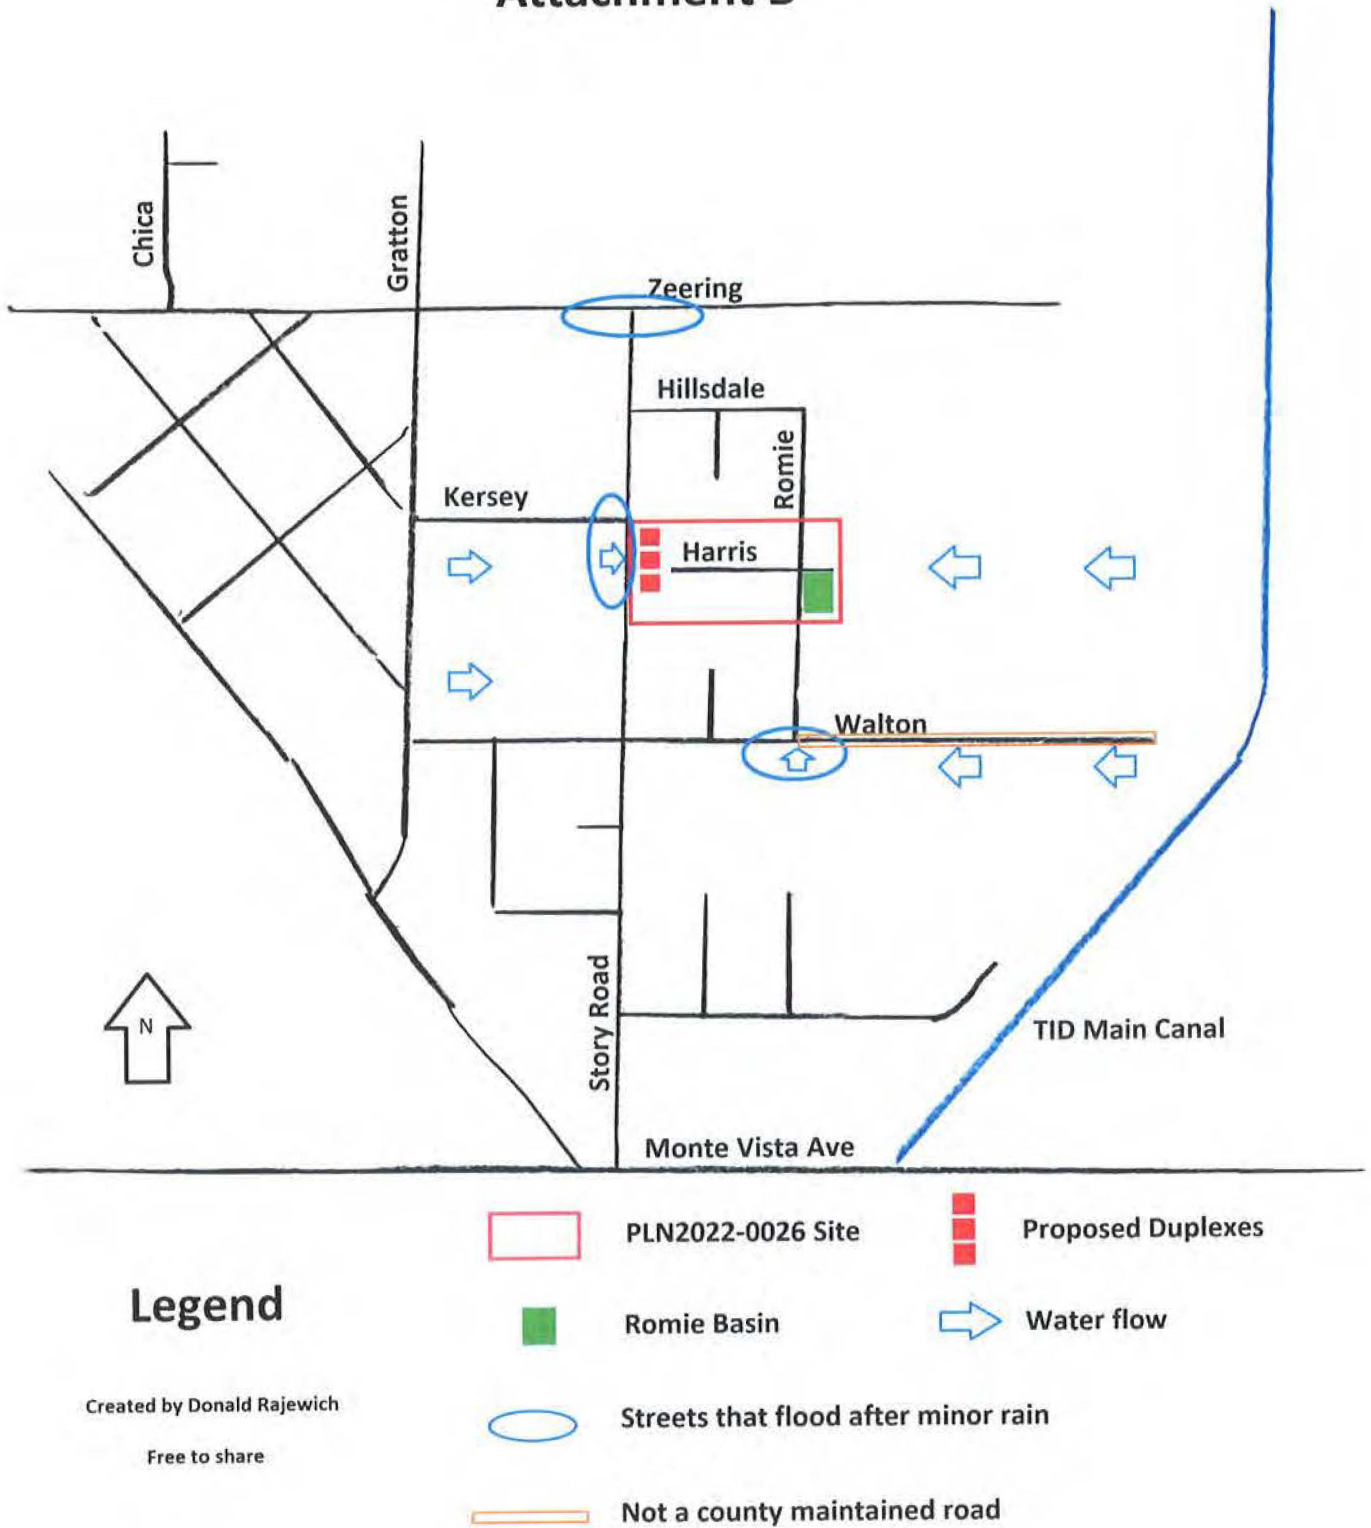 Attachment B
Chica
Gratton
Zeering
Hillsdale
Romie
Kersey
Harris
Walton
Story Road
N
TID Main Canal
Monte Vista Ave
PLN2022-0026 Site
Proposed Duplexes
Legend
Romie Basin
Water flow
Created by Donald Rajewich
Streets that flood after minor rain
Free to share
Not a county maintained road